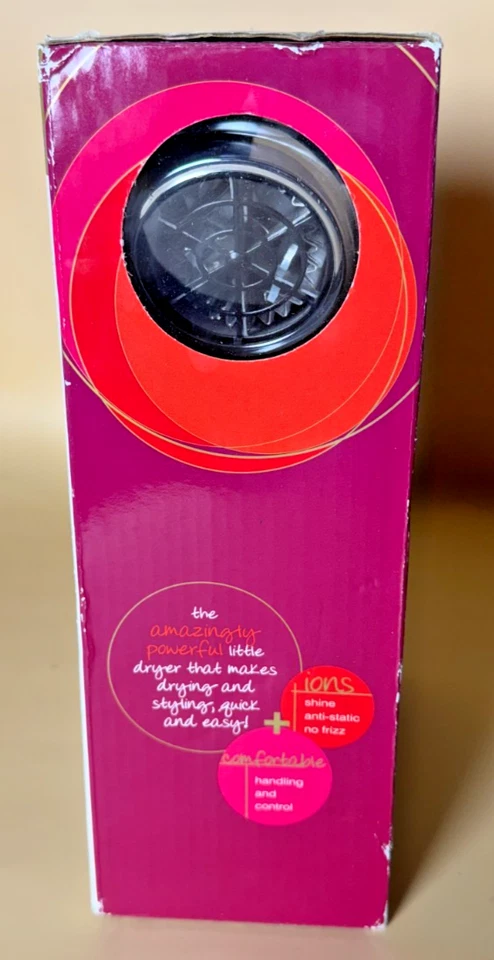 the
amazingly
powerful little
dryer that makes
drying and
styling, quick
and easy!
+
ions
shine
anti-static
no frizz
comfortable
handling
and
control